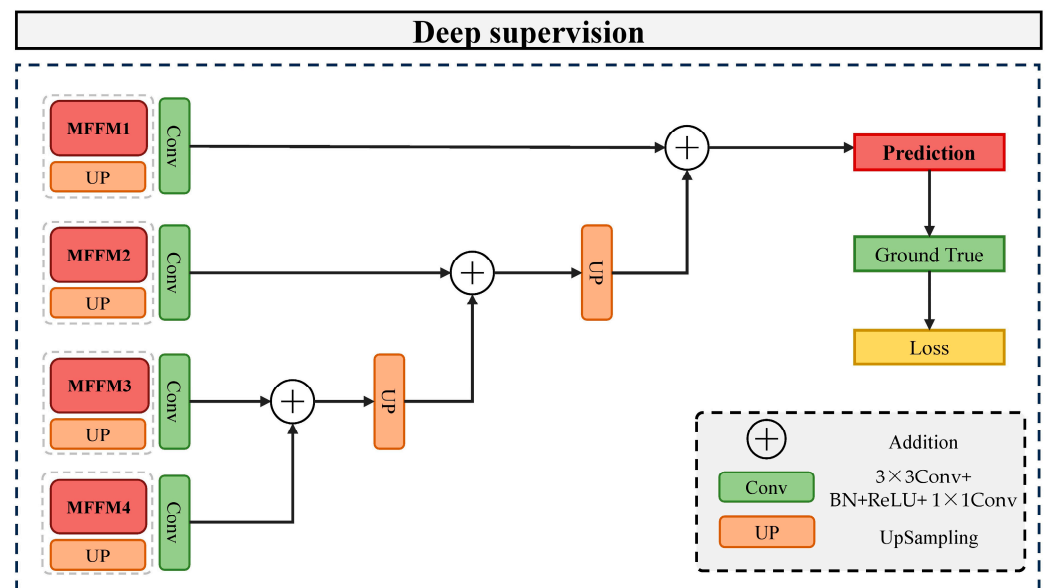 Deep supervision
MFFM1
UP
Conv
Prediction
MFFM2
UP
Conv
UP
Ground True
Loss
MFFM3
UP
Conv
UP
MFFM4
UP
Conv
Addition
Conv
3×3Conv+
BN+ReLU+1×1Conv
UP
UpSampling